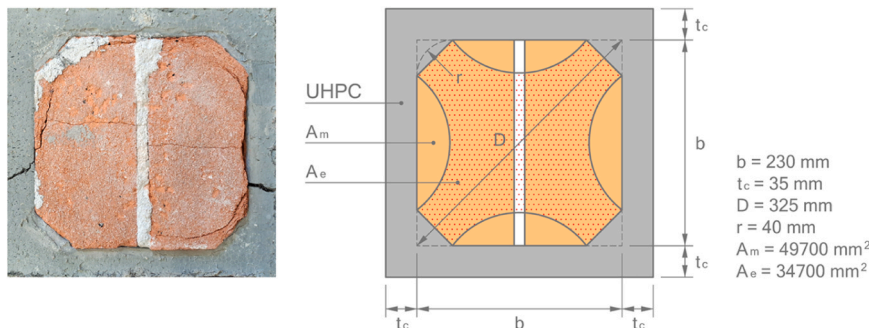 UHPC
Aₘ
Aₑ
r
D
t꜀
b
t꜀
t꜀
b
t꜀
b = 230 mm
t꜀ = 35 mm
D = 325 mm
r = 40 mm
Aₘ = 49700 mm²
Aₑ = 34700 mm²